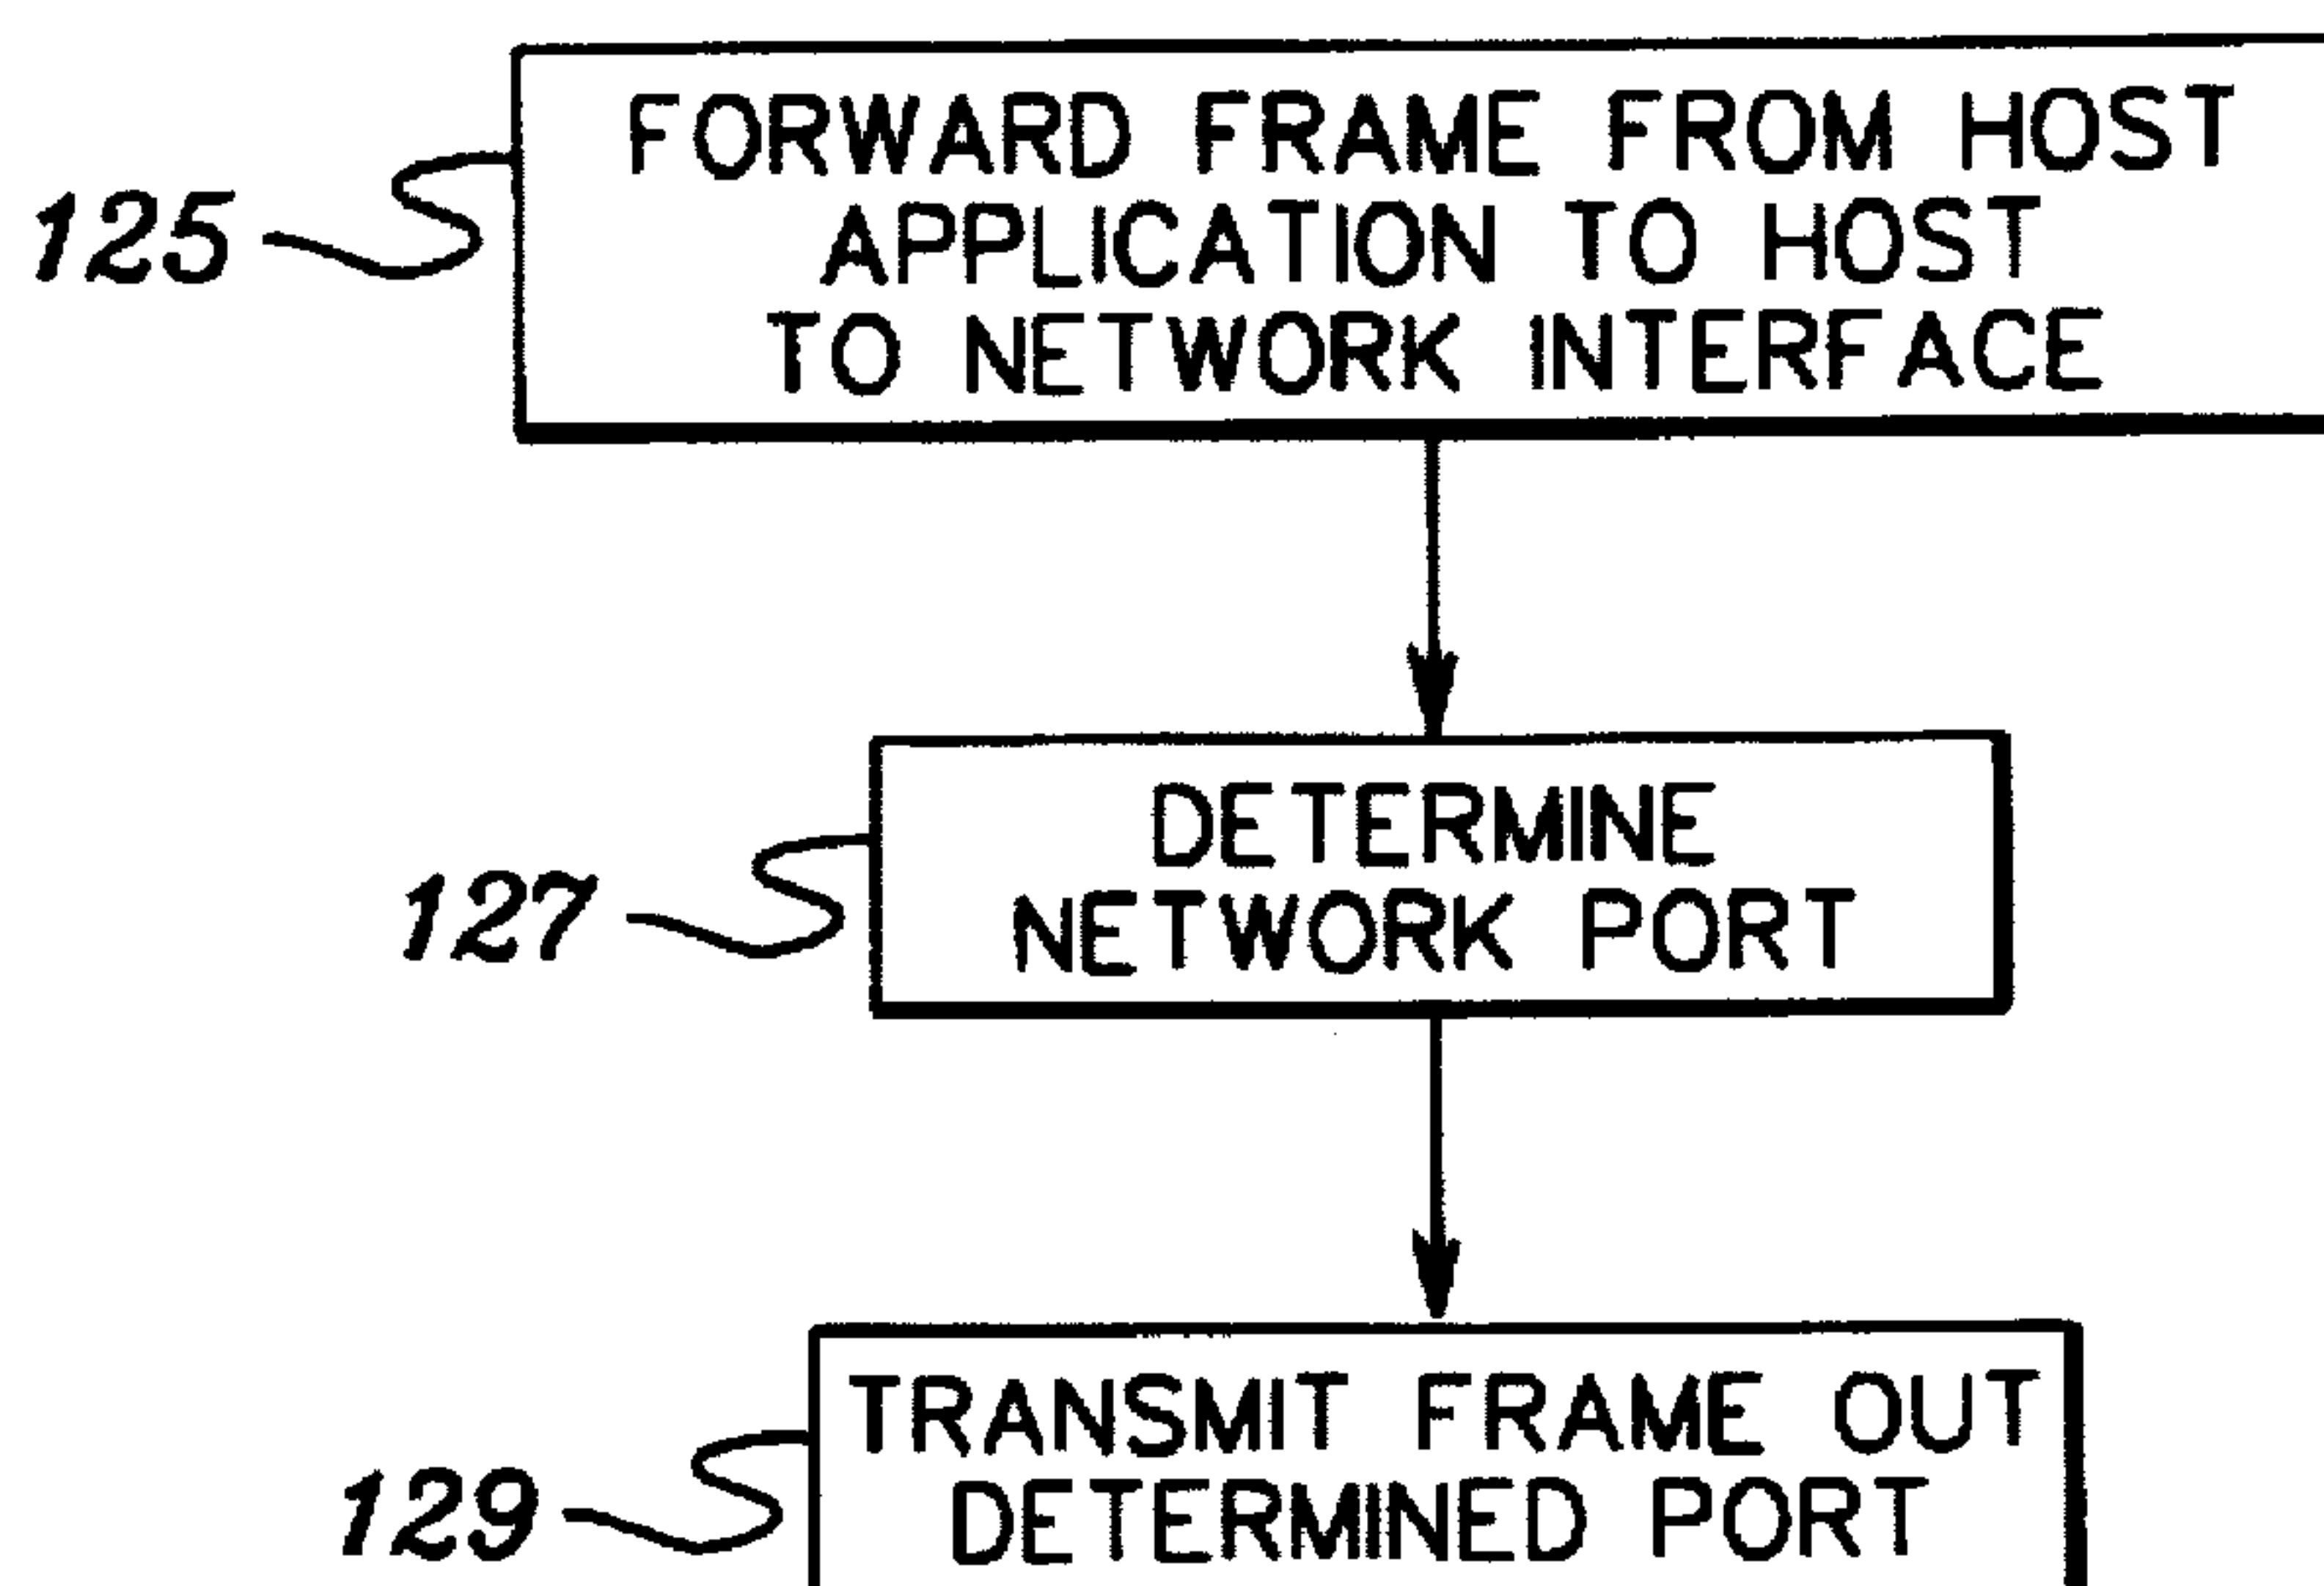 FORWARD FRAME FROM HOST
APPLICATION TO HOST
TO NETWORK INTERFACE
125
DETERMINE
NETWORK PORT
127
TRANSMIT FRAME OUT
DETERMINED PORT
129